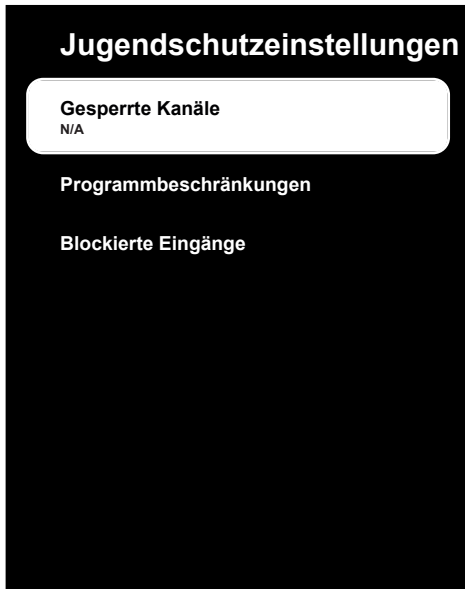 Jugendschutzeinstellungen
Gesperrte Kanäle
N/A
Programmbeschränkungen
Blockierte Eingänge